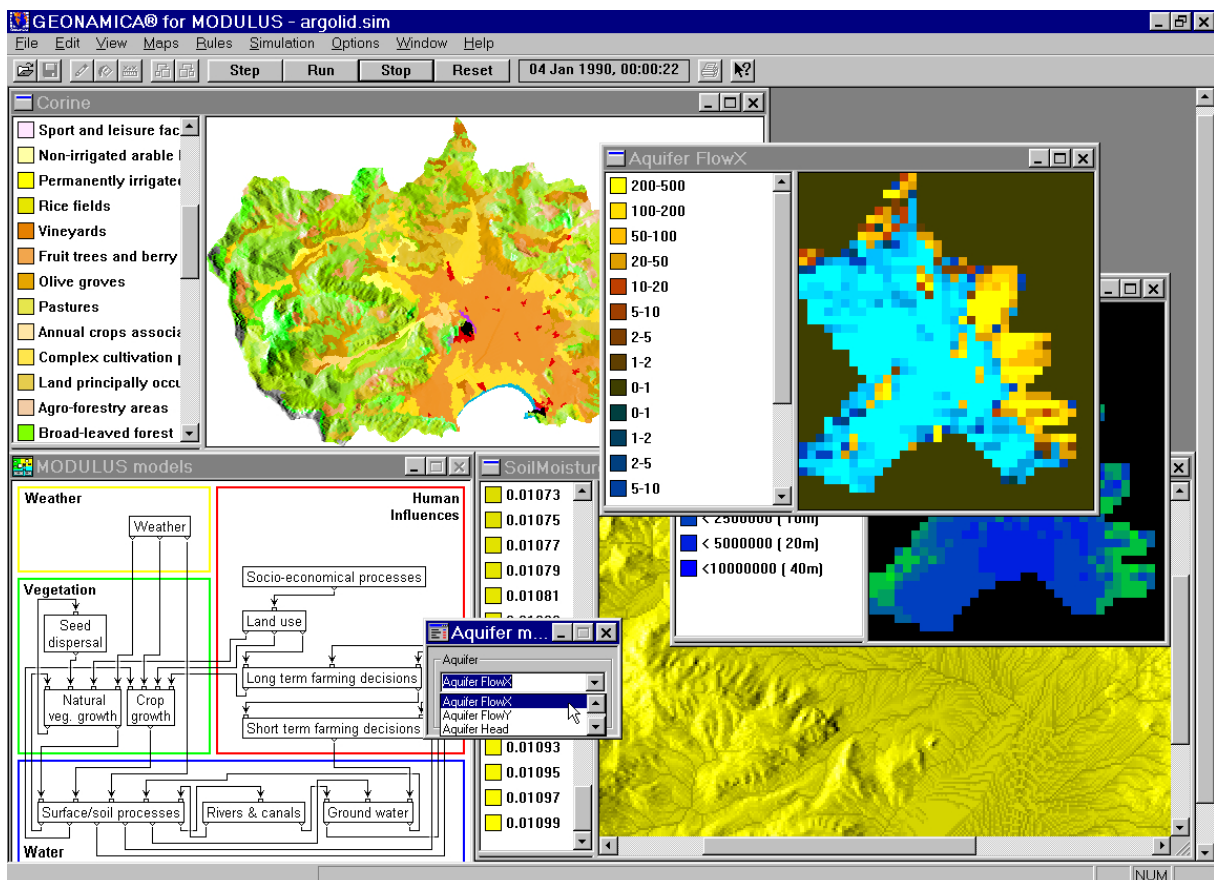 GEONAMICA® for MODULUS - argolid.sim
File Edit View Maps Rules Simulation Options Window Help
Step Run Stop Reset 04 Jan 1990, 00:00:22
Corine
Sport and leisure fac
Non-irrigated arable
Permanently irrigated
Rice fields
Vineyards
Fruit trees and berry
Olive groves
Pastures
Annual crops associa
Complex cultivation
Land principally occu
Agro-forestry areas
Broad-leaved forest
Aquifer FlowX
200-500
100-200
50-100
20-50
10-20
5-10
2-5
1-2
0-1
0-1
1-2
2-5
5-10
< 2500000 ( 10m)
< 5000000 ( 20m)
<10000000 ( 40m)
MODULUS models
Weather
Weather
Human
Influences
Vegetation
Seed
dispersal
Socio-economical processes
Land use
Long term farming decisions
Natural
veg. growth
Crop
growth
Short term farming decisions
Surface/soil processes
Rivers & canals
Ground water
Water
SoilMoisture
0.01073
0.01075
0.01077
0.01079
0.01081
0.01093
0.01095
0.01097
0.01099
Aquifer m...
Aquifer
Aquifer FlowX
Aquifer FlowX
Aquifer FlowY
Aquifer Head
NUM